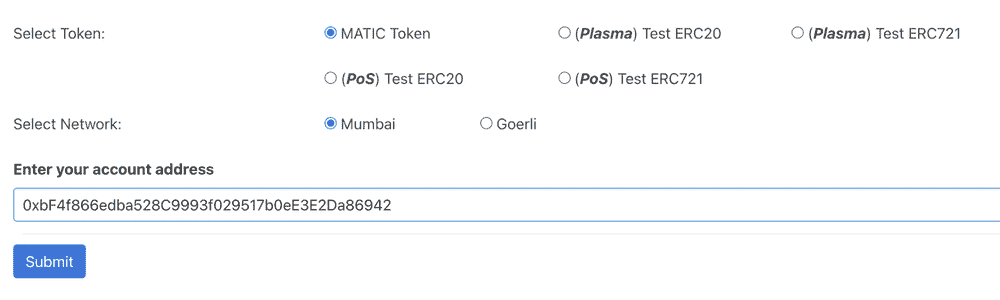 Select Token: MATIC Token (Plasma) Test ERC20 (Plasma) Test ERC721
(PoS) Test ERC20 (PoS) Test ERC721
Select Network: Mumbai Goerli
Enter your account address
0xbF4f866edba528C9993f029517b0eE3E2Da86942
Submit